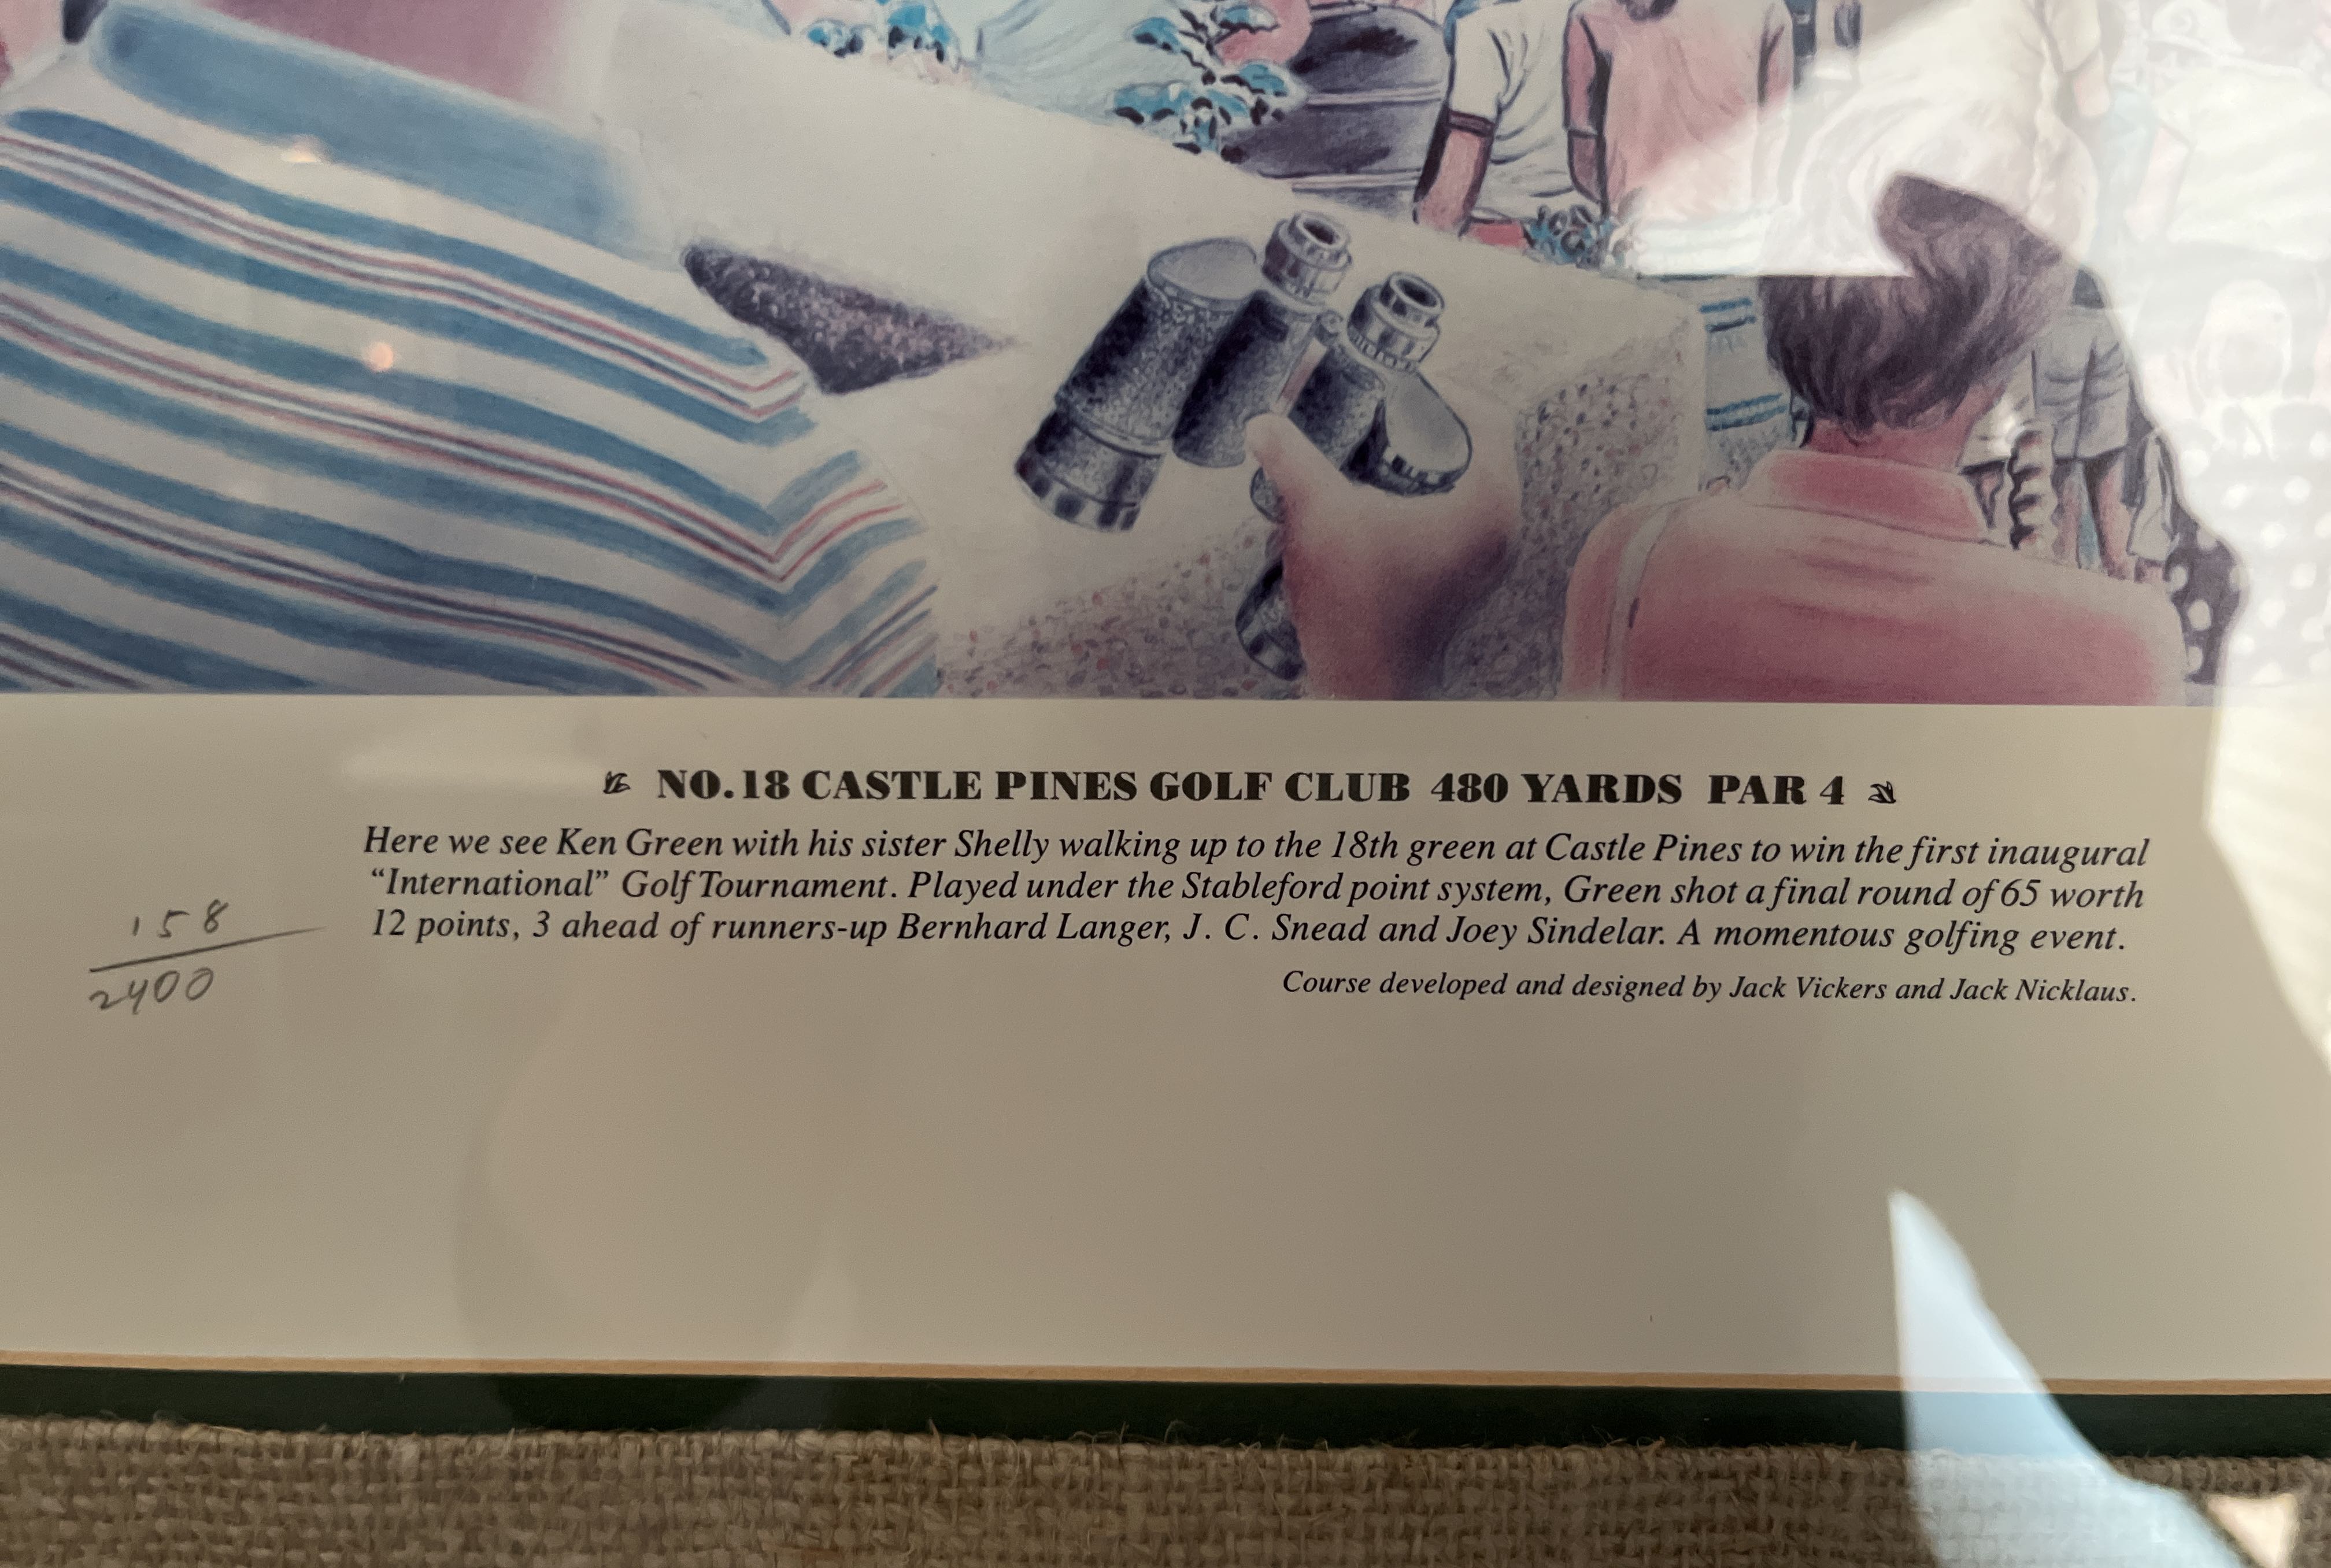 NO.18 CASTLE PINES GOLF CLUB 480 YARDS PAR 4
Here we see Ken Green with his sister Shelly walking up to the 18th green at Castle Pines to win the first inaugural
“International” Golf Tournament. Played under the Stableford point system, Green shot a final round of 65 worth
12 points, 3 ahead of runners-up Bernhard Langer, J. C. Snead and Joey Sindelar. A momentous golfing event.
Course developed and designed by Jack Vickers and Jack Nicklaus.
158
2400